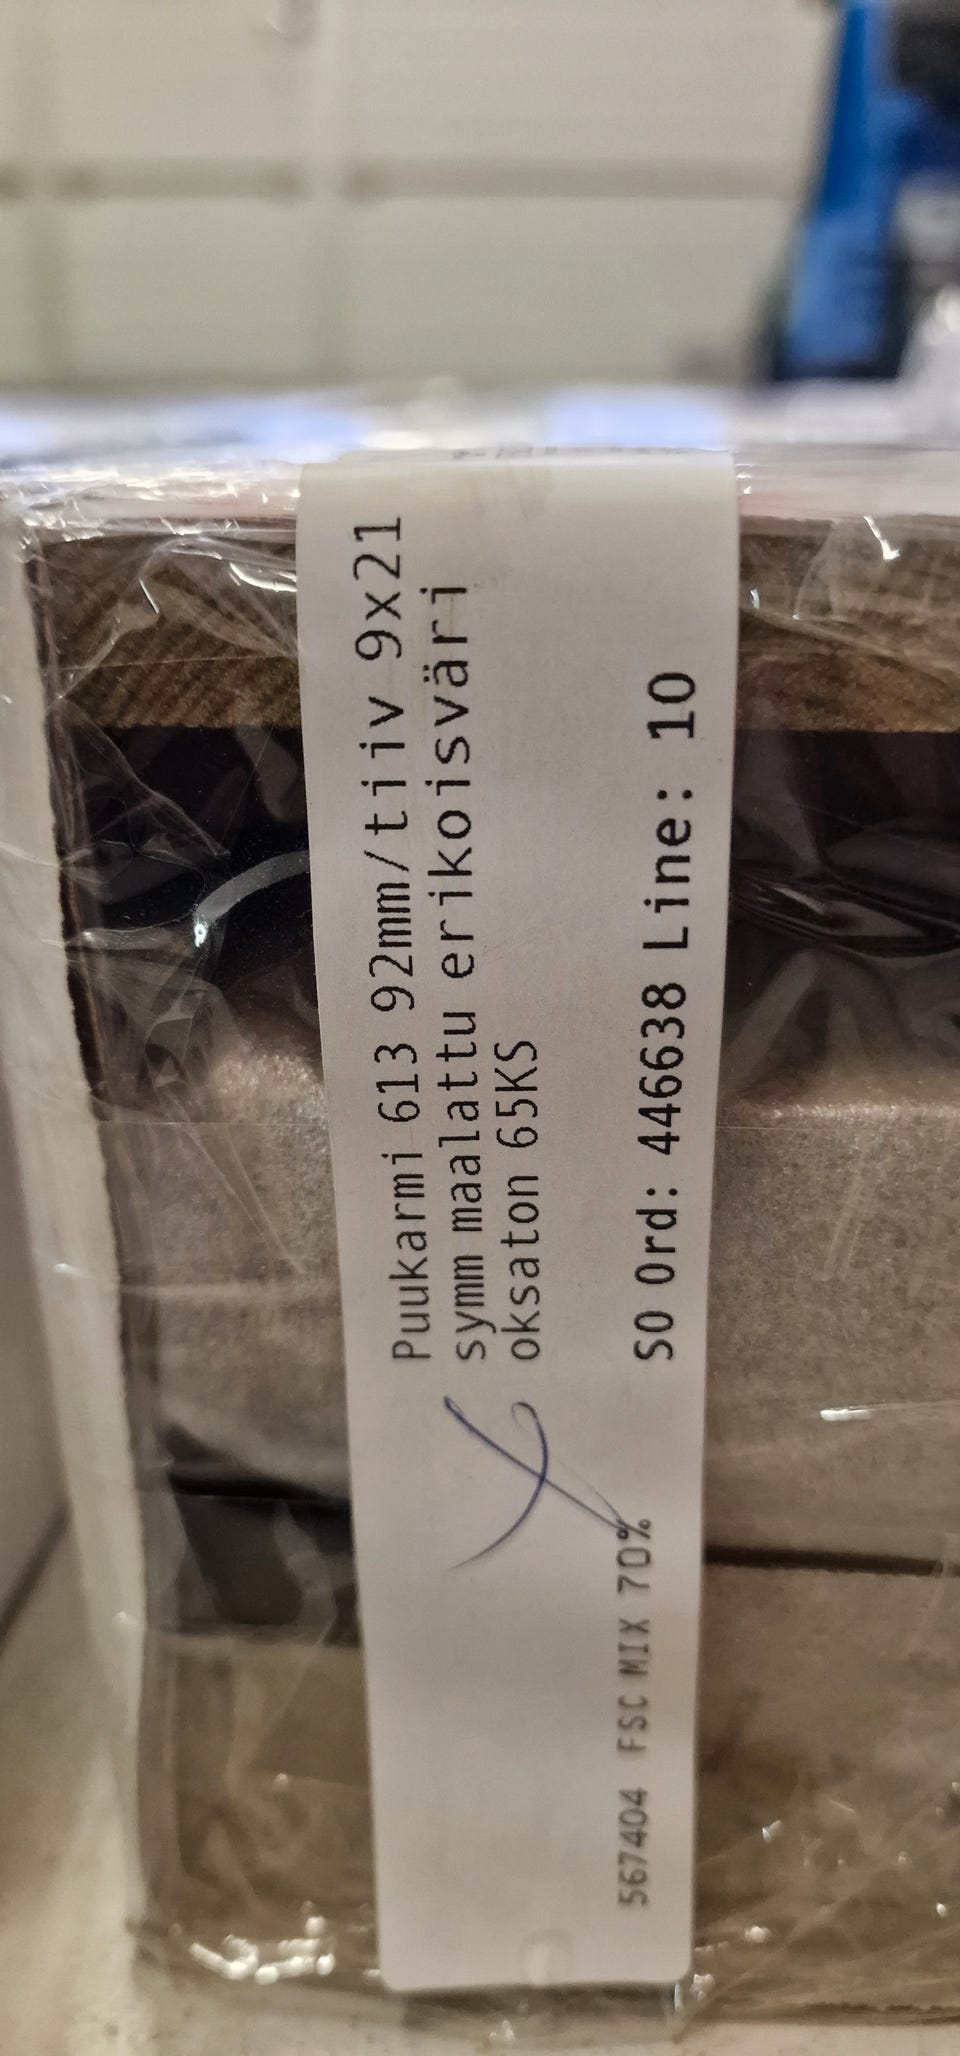 Puukarmi 613 92mm/tiiv 9x21
symm maalattu erikoisväri
oksaton 65KS
SO Ord: 446638 Line: 10
567404 FSC MIX 70%